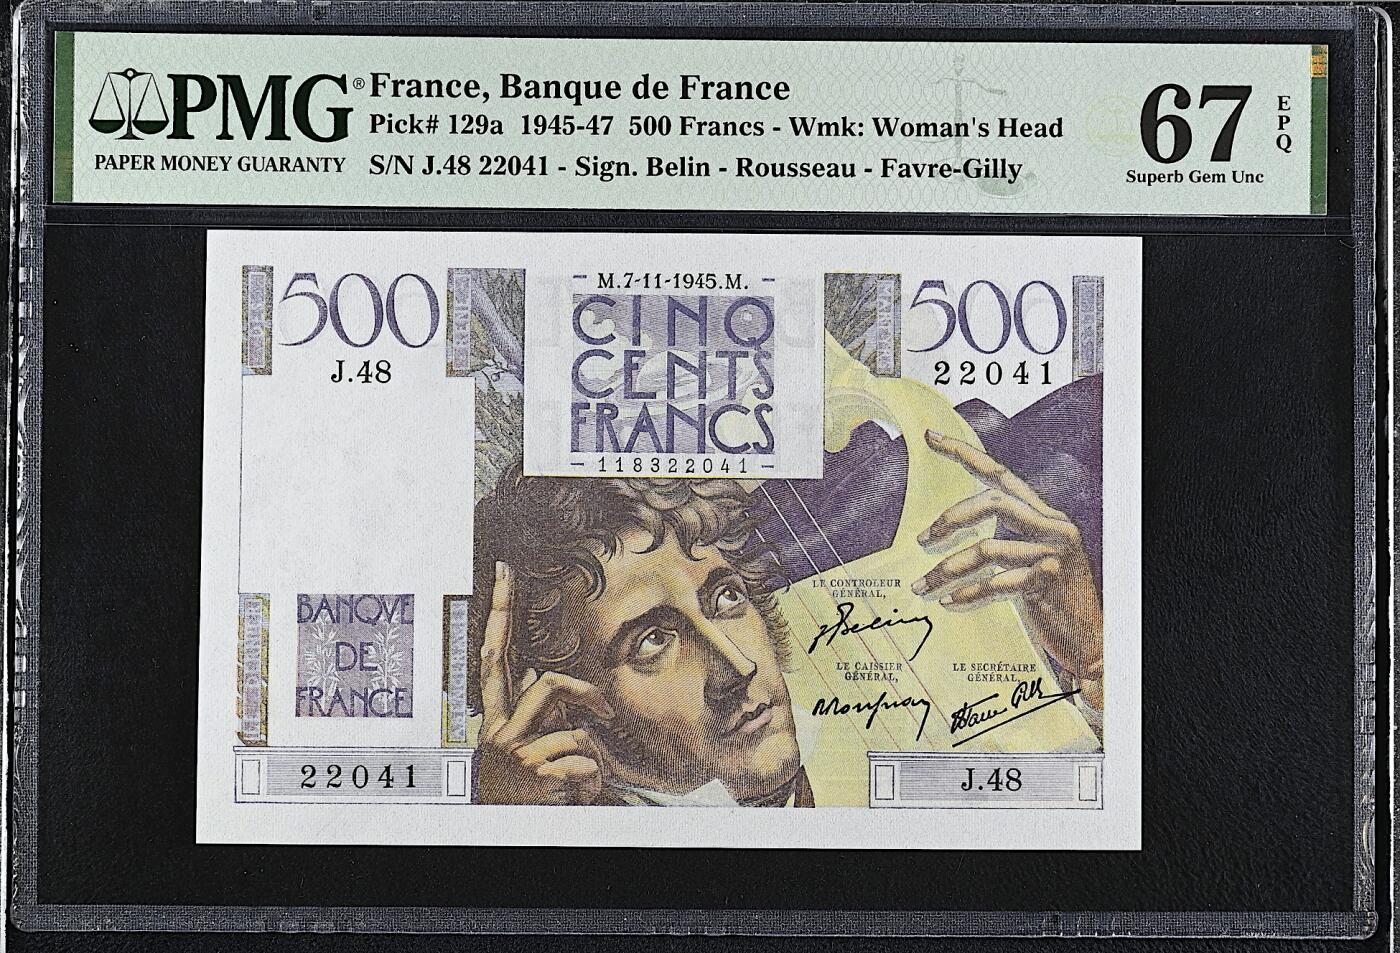 PMG® France, Banque de France
Pick# 129a 1945-47 500 Francs - Wmk: Woman's Head
PAPER MONEY GUARANTY
S/N J.48 22041 - Sign. Belin - Rousseau - Favre-Gilly
67 EPQ
Superb Gem Unc
500
J.48
- M.7-11-1945.M. -
CINQ
CENTS
FRANCS
- 118322041 -
500
22041
LE CONTROLEUR
GÉNÉRAL,
LE CAISSIER
GÉNÉRAL,
LE SECRÉTAIRE
GÉNÉRAL,
BANQVE
DE
FRANCE
22041
J.48